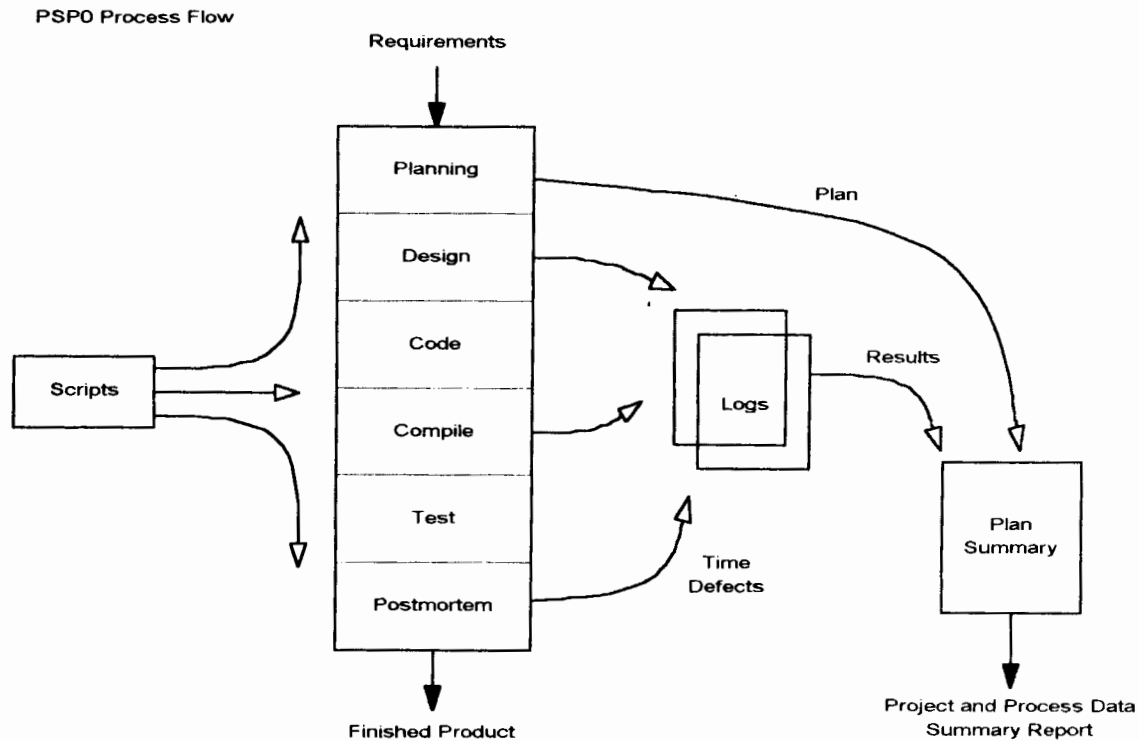 PSP0 Process Flow
Requirements
Planning
Plan
Design
Code
Results
Scripts
Logs
Compile
Test
Plan
Summary
Time
Defects
Postmortem
Finished Product
Project and Process Data
Summary Report